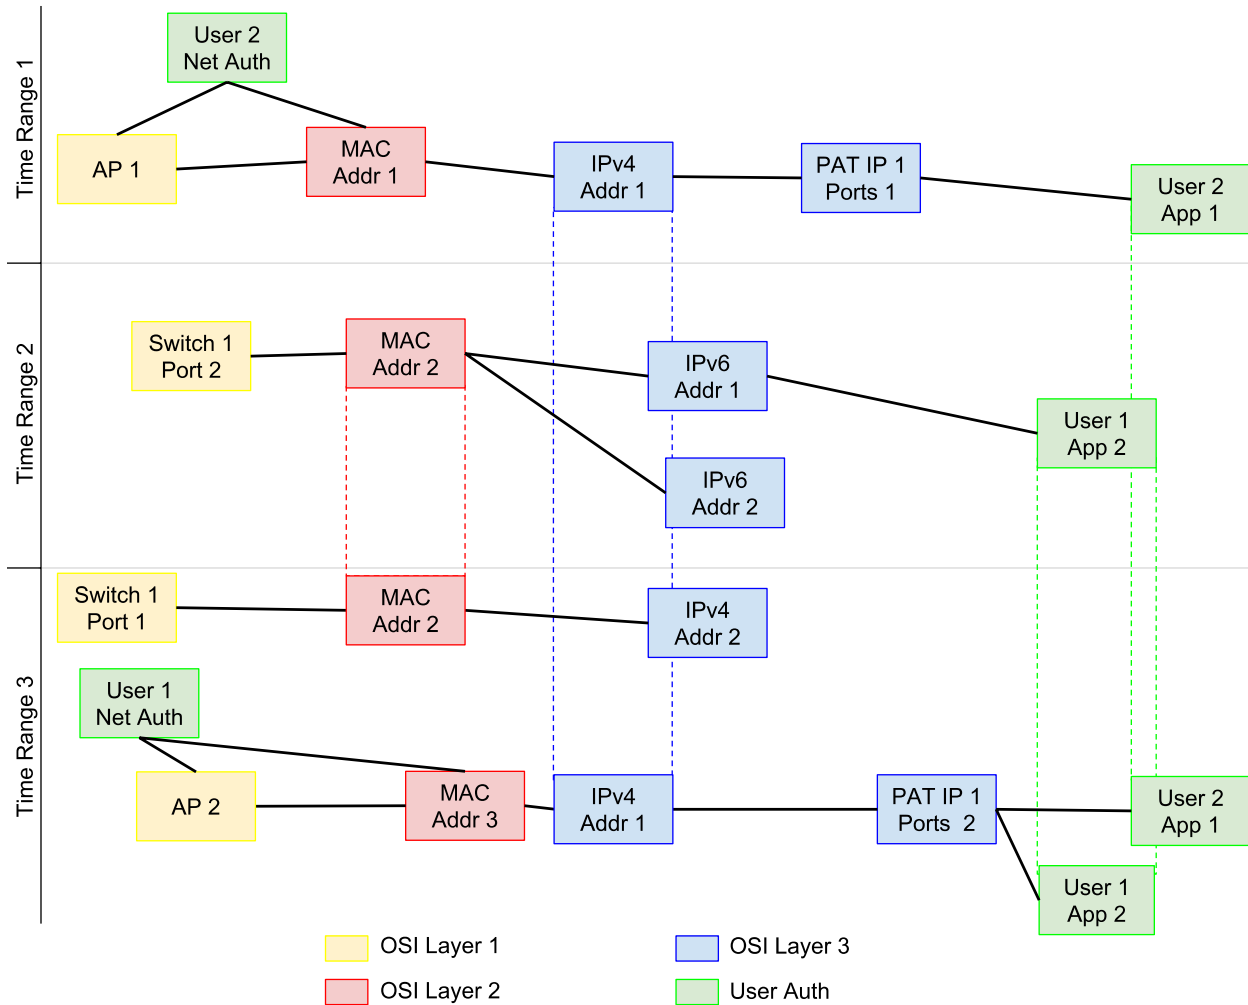 Time Range 1
User 2
Net Auth
AP 1
MAC
Addr 1
IPv4
Addr 1
PAT IP 1
Ports 1
User 2
App 1
Time Range 2
Switch 1
Port 2
MAC
Addr 2
IPv6
Addr 1
User 1
App 2
IPv6
Addr 2
Time Range 3
Switch 1
Port 1
MAC
Addr 2
IPv4
Addr 2
User 1
Net Auth
AP 2
MAC
Addr 3
IPv4
Addr 1
PAT IP 1
Ports 2
User 2
App 1
User 1
App 2
OSI Layer 1
OSI Layer 3
OSI Layer 2
User Auth